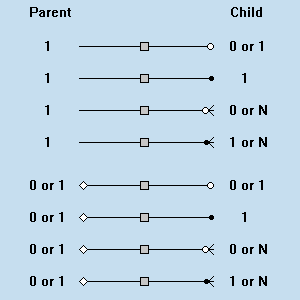 Parent Child
1 0 or 1
1 1
1 0 or N
1 1 or N
0 or 1 0 or 1
0 or 1 1
0 or 1 0 or N
0 or 1 1 or N